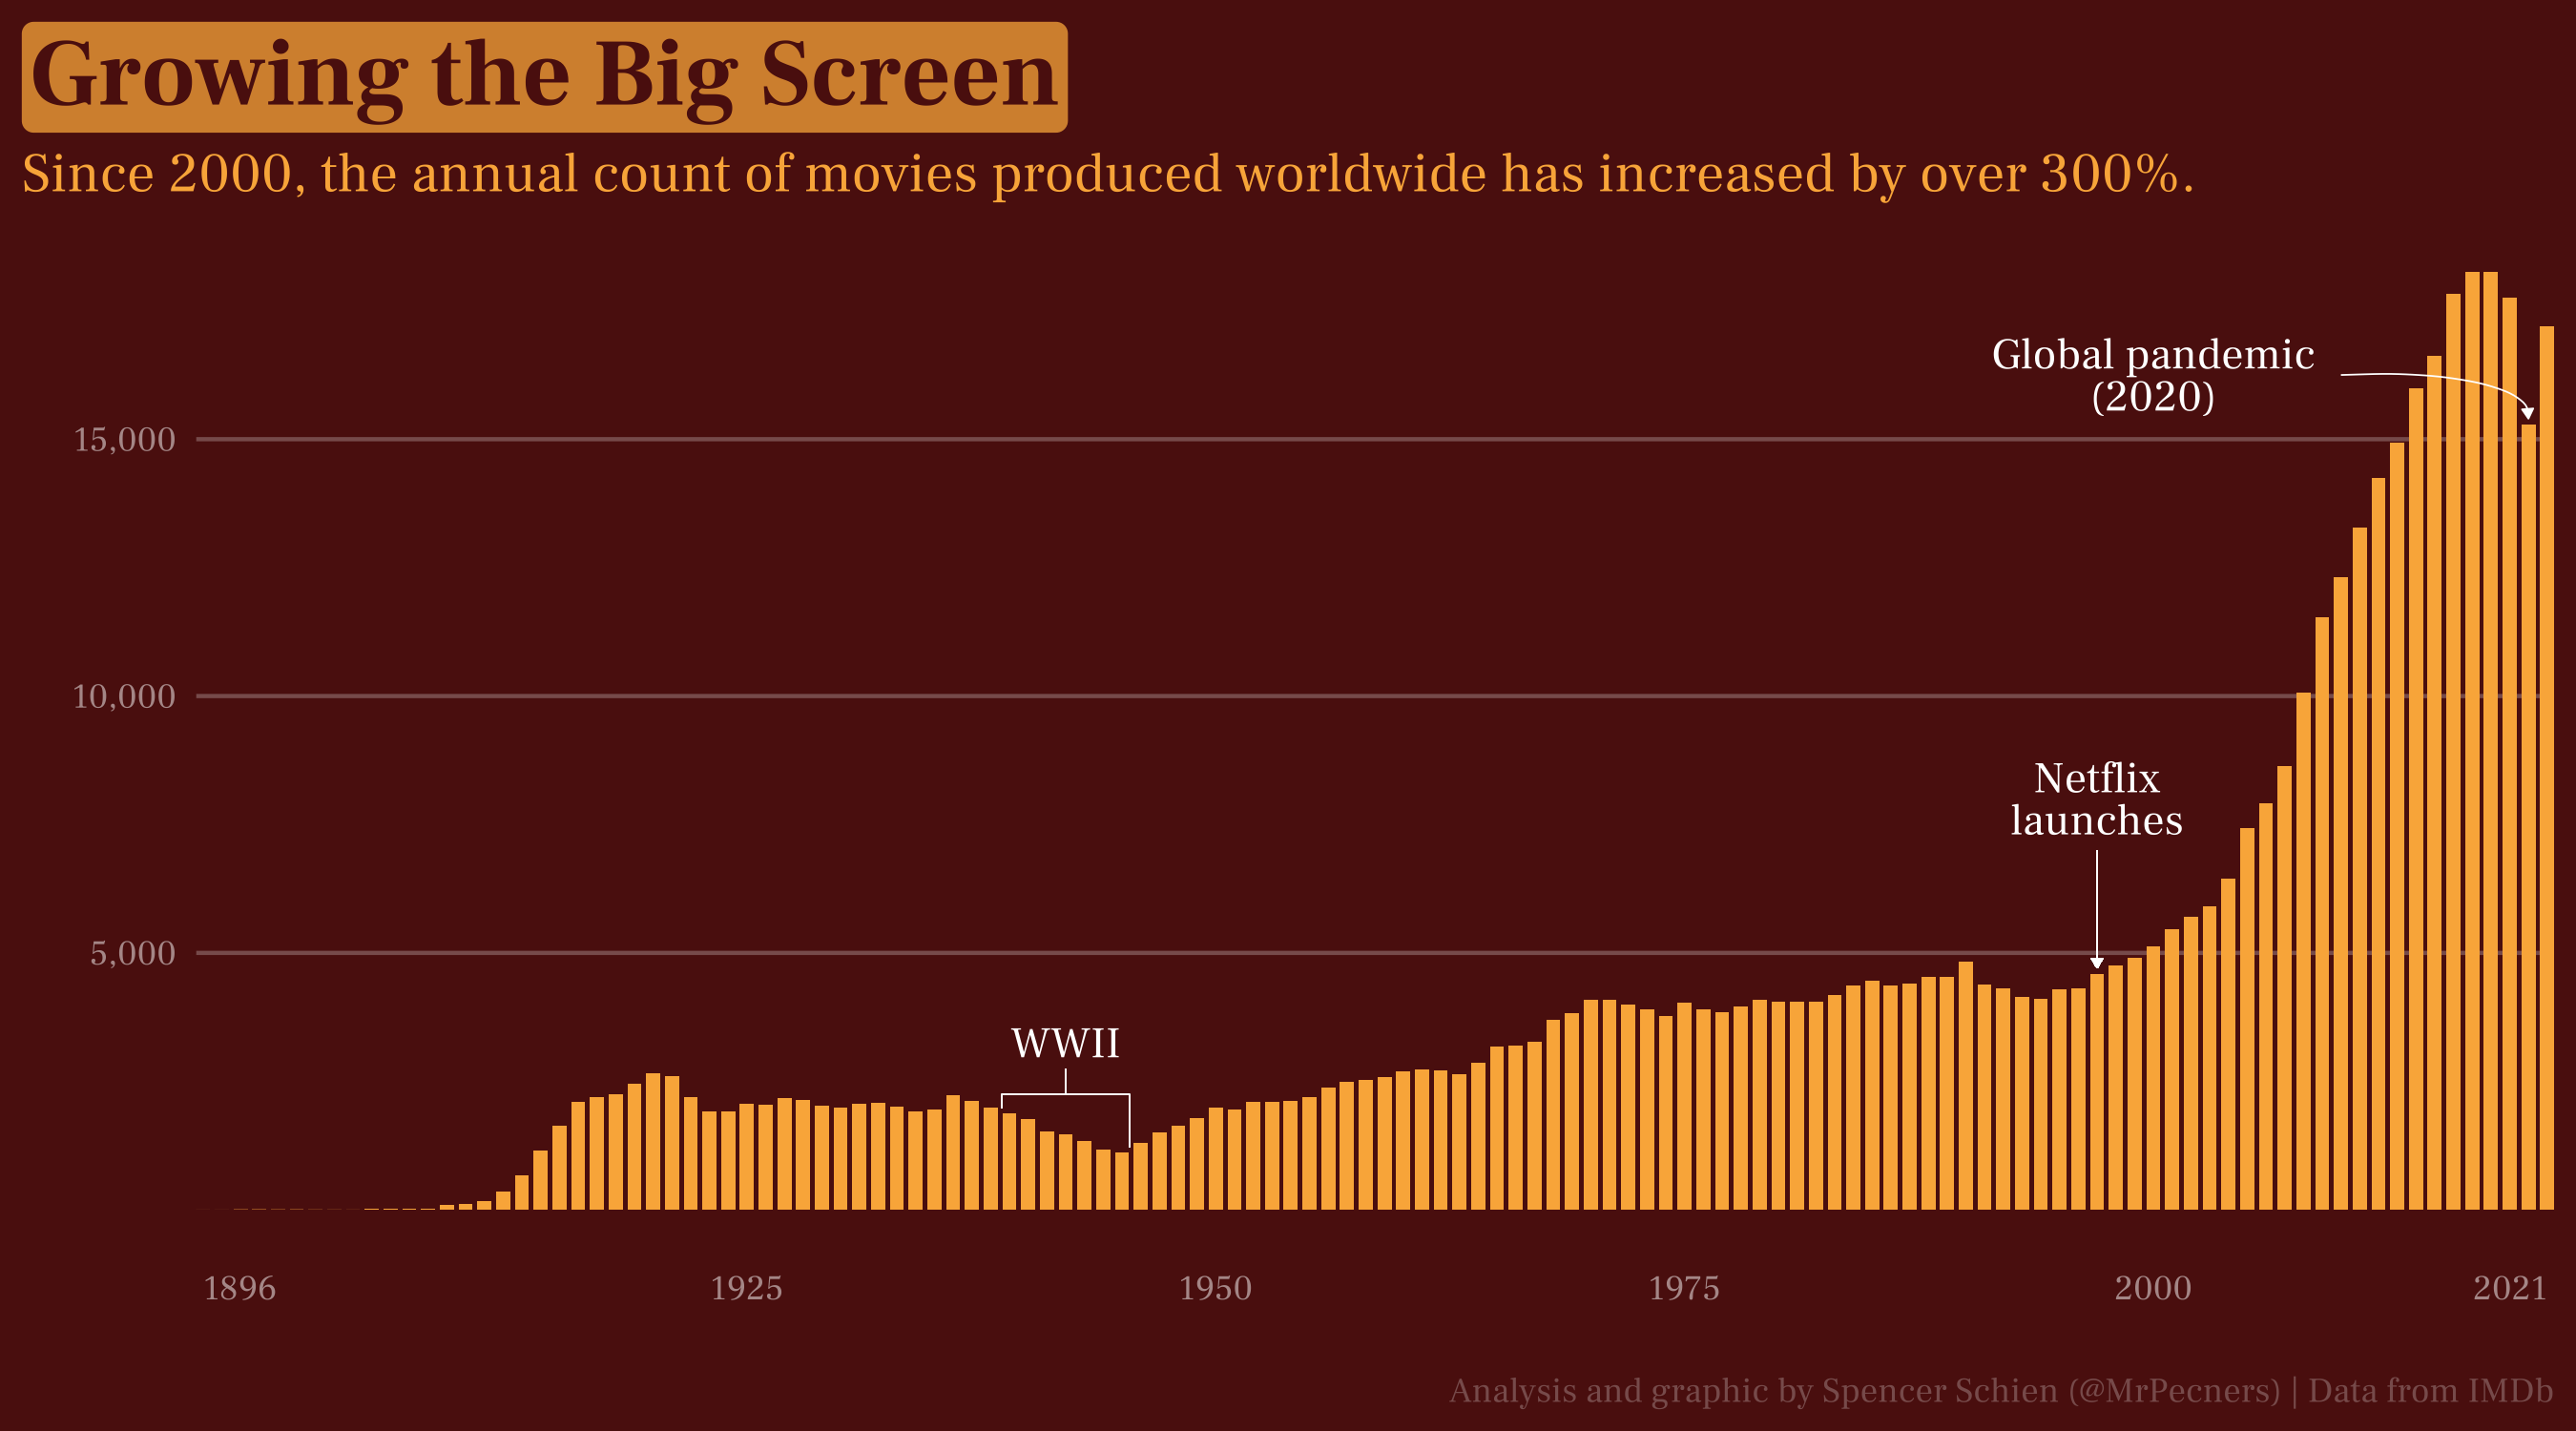 Growing the Big Screen
Since 2000, the annual count of movies produced worldwide has increased by over 300%.
Global pandemic
(2020)
15,000
10,000
Netflix
launches
5,000
WWII
1896
1925
1950
1975
2000
2021
Analysis and graphic by Spencer Schien (@MrPecners) | Data from IMDb